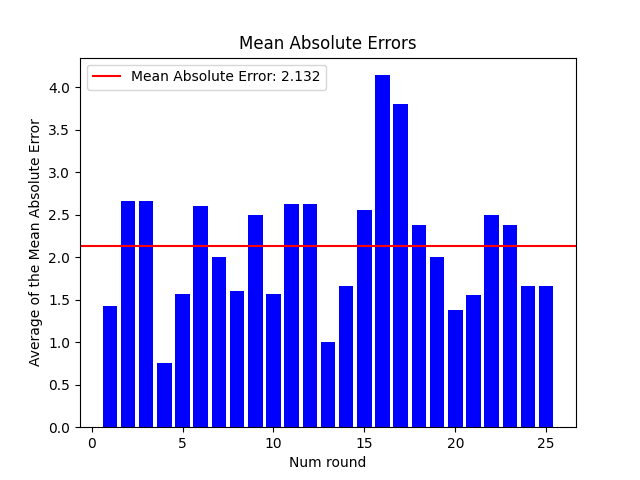 Mean Absolute Errors
Mean Absolute Error: 2.132
Average of the Mean Absolute Error
4.0
3.5
3.0
2.5
2.0
1.5
1.0
0.5
0.0
0 5 10 15 20 25
Num round